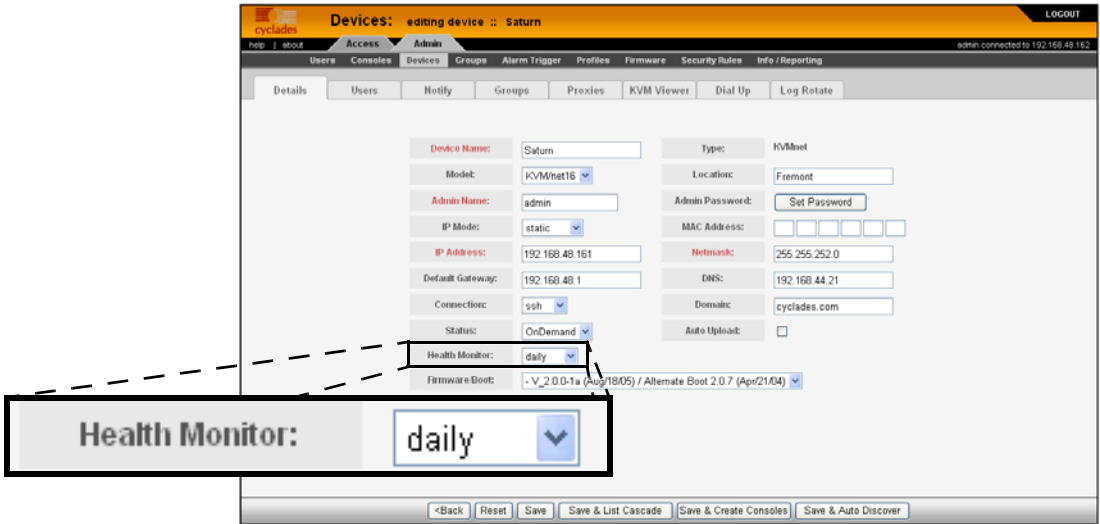 cyclades
Devices: editing device :: Saturn
LOGOUT
help | about
Access Admin
admin connected to 192.168.48.162
Users Consoles Devices Groups Alarm Trigger Profiles Firmware Security Rules Info / Reporting
Details Users Notify Groups Proxies KVM Viewer Dial Up Log Rotate
Device Name: Saturn Type: KVMnet
Model: KVM/net16 Location: Fremont
Admin Name: admin Admin Password: Set Password
IP Mode: static MAC Address:
IP Address: 192.168.48.161 Netmask: 255.255.252.0
Default Gateway: 192.168.48.1 DNS: 192.168.44.21
Connection: ssh Domain: cyclades.com
Status: OnDemand Auto Upload:
Health Monitor: daily
Firmware/Boot: - V_2.0.0-1a (Aug/18/05) / Alternate Boot 2.0.7 (Apr/21/04)
Health Monitor: daily
<Back Reset Save Save & List Cascade Save & Create Consoles Save & Auto Discover